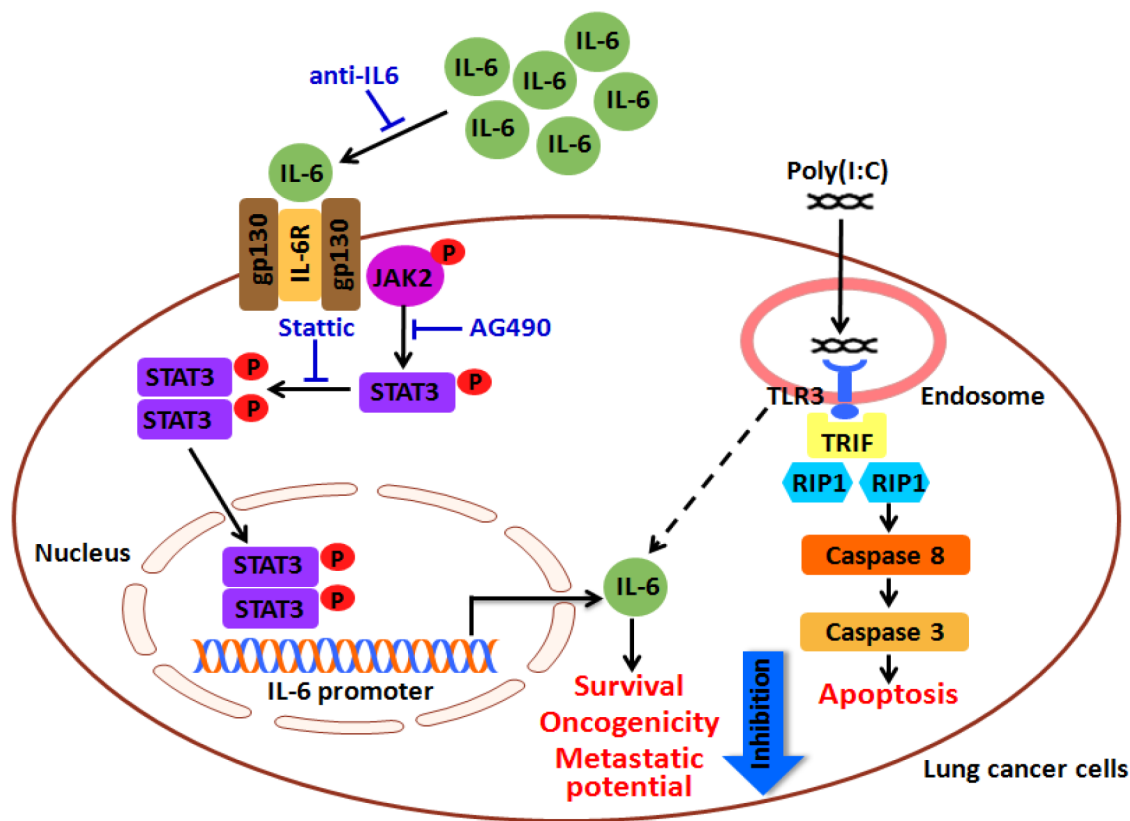 IL-6
IL-6
IL-6
IL-6
IL-6
IL-6
anti-IL6
IL-6
gp130
IL-6R
gp130
JAK2
P
Stattic
AG490
STAT3
P
STAT3
P
STAT3
P
Poly(I:C)
TLR3
Endosome
TRIF
RIP1
RIP1
Caspase 8
Caspase 3
Apoptosis
Nucleus
STAT3
P
STAT3
P
IL-6 promoter
IL-6
Survival
Oncogenicity
Metastatic
potential
Inhibition
Lung cancer cells